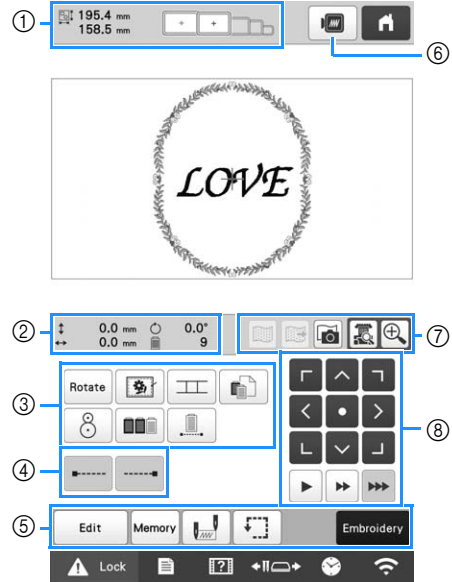 ① 195.4 mm
158.5 mm
⑥
LOVE
② 0.0 mm 0.0°
0.0 mm 9
⑦
③ Rotate
⑧
④
⑤ Edit Memory Embroidery
Lock